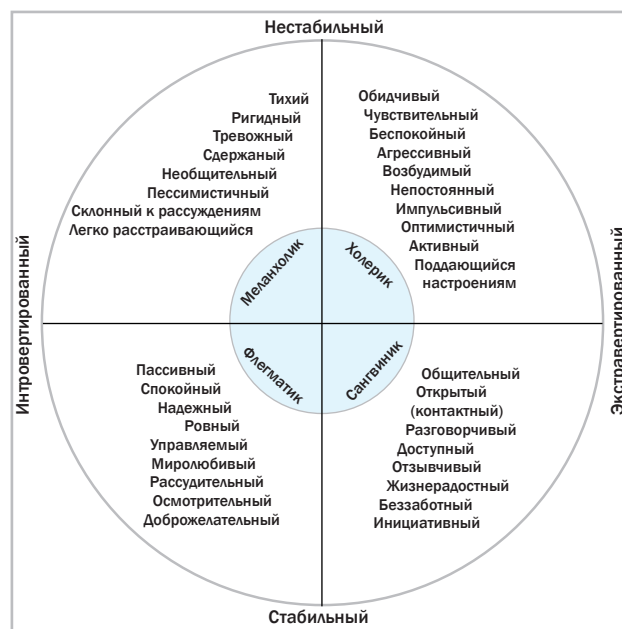 Нестабильный
Тихий
Ригидный
Тревожный
Сдержаный
Необщительный
Пессимистичный
Склонный к рассуждениям
Легко расстраивающийся
Обидчивый
Чувствительный
Беспокойный
Агрессивный
Возбудимый
Непостоянный
Импульсивный
Оптимистичный
Активный
Поддающийся
настроениям
Меланхолик
Холерик
Интровертированный
Экстравертированный
Флегматик
Сангвиник
Пассивный
Спокойный
Надежный
Ровный
Управляемый
Миролюбивый
Рассудительный
Осмотрительный
Доброжелательный
Общительный
Открытый
(контактный)
Разговорчивый
Доступный
Отзывчивый
Жизнерадостный
Беззаботный
Инициативный
Стабильный